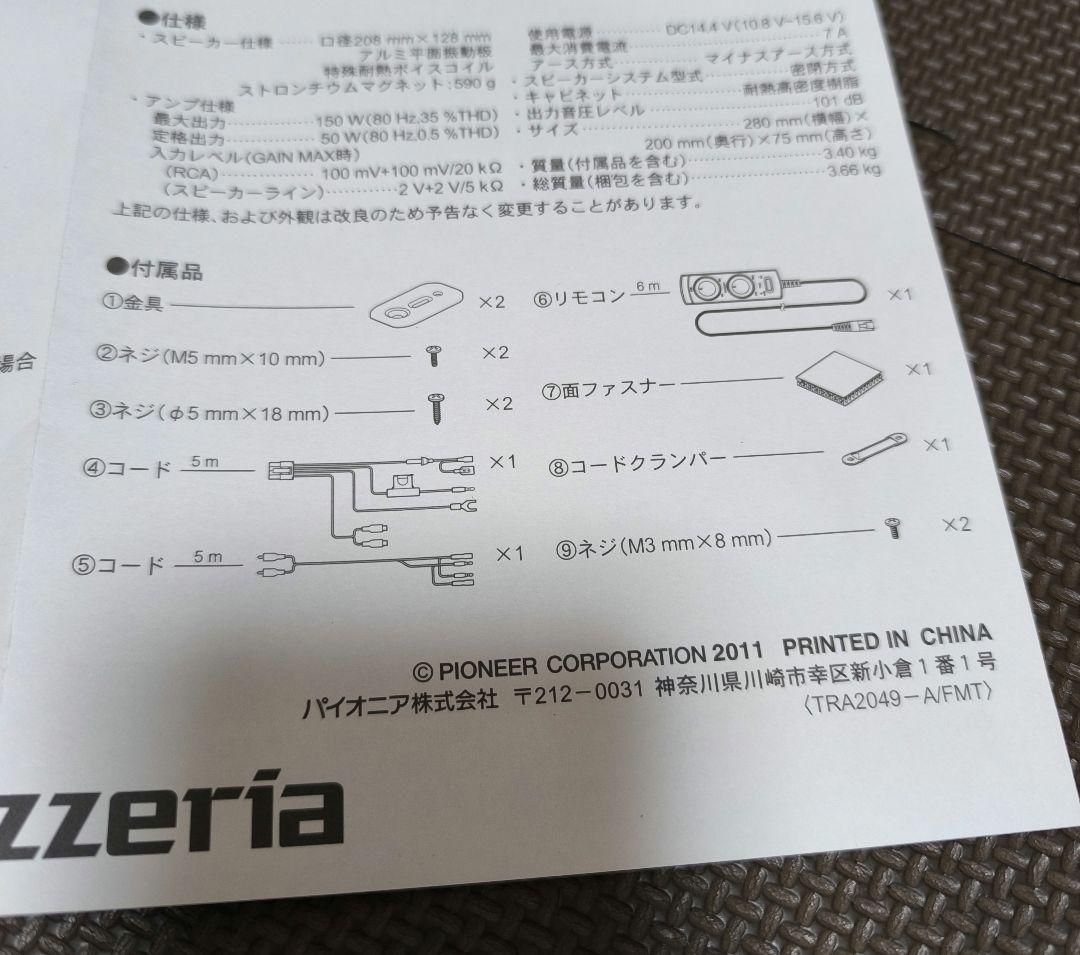 ●仕様
・スピーカー仕様 …… 口径208 mm×128 mm
アルミ平面振動板
特殊耐熱ボイスコイル
ストロンチウムマグネット:590 g
・アンプ仕様
最大出力 …… 150 W(80 Hz,35 %THD)
定格出力 …… 50 W(80 Hz,0.5 %THD)
入力レベル(GAIN MAX時)
(RCA) …… 100 mV+100 mV/20 kΩ
(スピーカーライン) …… 2 V+2 V/5 kΩ
使用電源 …… DC14.4 V(10.8 V~15.6 V)
最大消費電流 …… 7 A
アース方式 …… マイナスアース方式
・スピーカーシステム型式 …… 密閉方式
・キャビネット …… 耐熱高密度樹脂
・出力音圧レベル …… 101 dB
・サイズ …… 280 mm(横幅)×
200 mm(奥行)×75 mm(高さ)
・質量(付属品を含む) …… 3.40 kg
・総質量(梱包を含む) …… 3.66 kg
上記の仕様、および外観は改良のため予告なく変更することがあります。
場合
●付属品
①金具 ×2
②ネジ(M5 mm×10 mm) ×2
③ネジ(φ5 mm×18 mm) ×2
④コード 5 m ×1
⑤コード 5 m ×1
⑥リモコン 6 m ×1
⑦面ファスナー ×1
⑧コードクランパー ×1
⑨ネジ(M3 mm×8 mm) ×2
© PIONEER CORPORATION 2011 PRINTED IN CHINA
パイオニア株式会社 〒212-0031 神奈川県川崎市幸区新小倉1番1号
〈TRA2049-A/FMT〉
zzeria